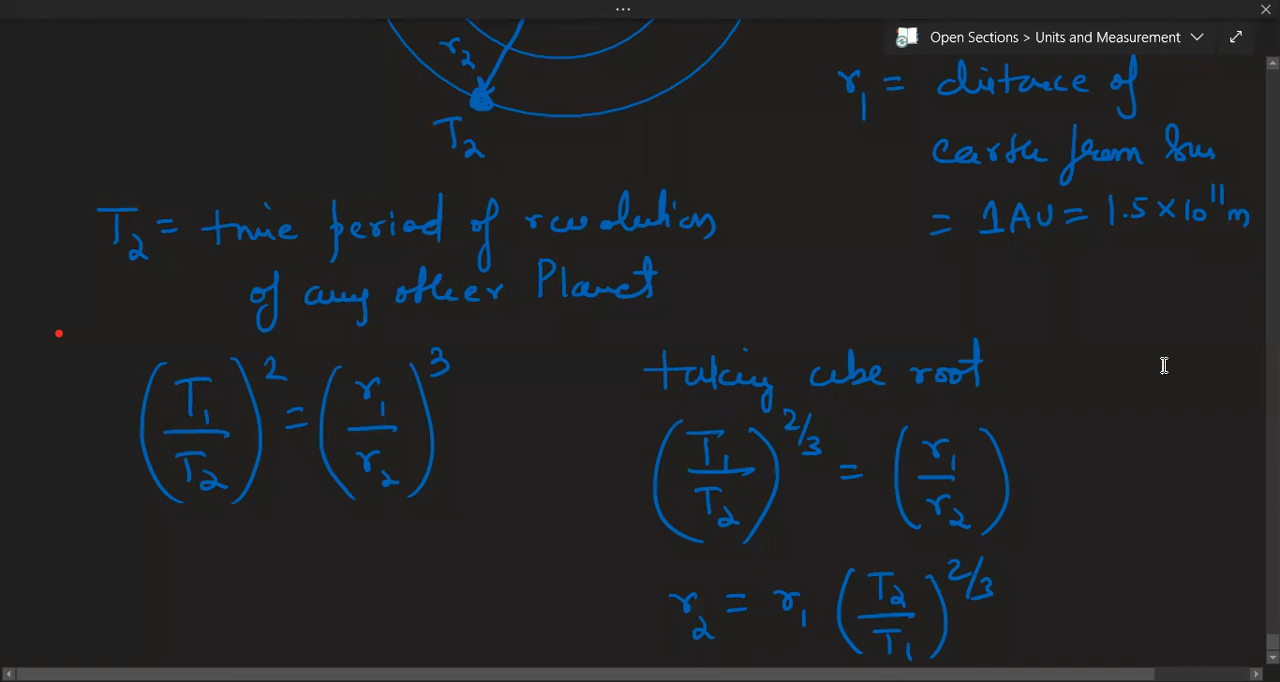 ...
Open Sections > Units and Measurement
r₂
T₂
r₁ = distance of
earth from Sun
= 1 AU = 1.5 × 10¹¹ m
T₂ = time period of revolution
of any other Planet
(T₁/T₂)² = (r₁/r₂)³
taking cube root
(T₁/T₂)^2/3 = (r₁/r₂)
r₂ = r₁ (T₂/T₁)^2/3